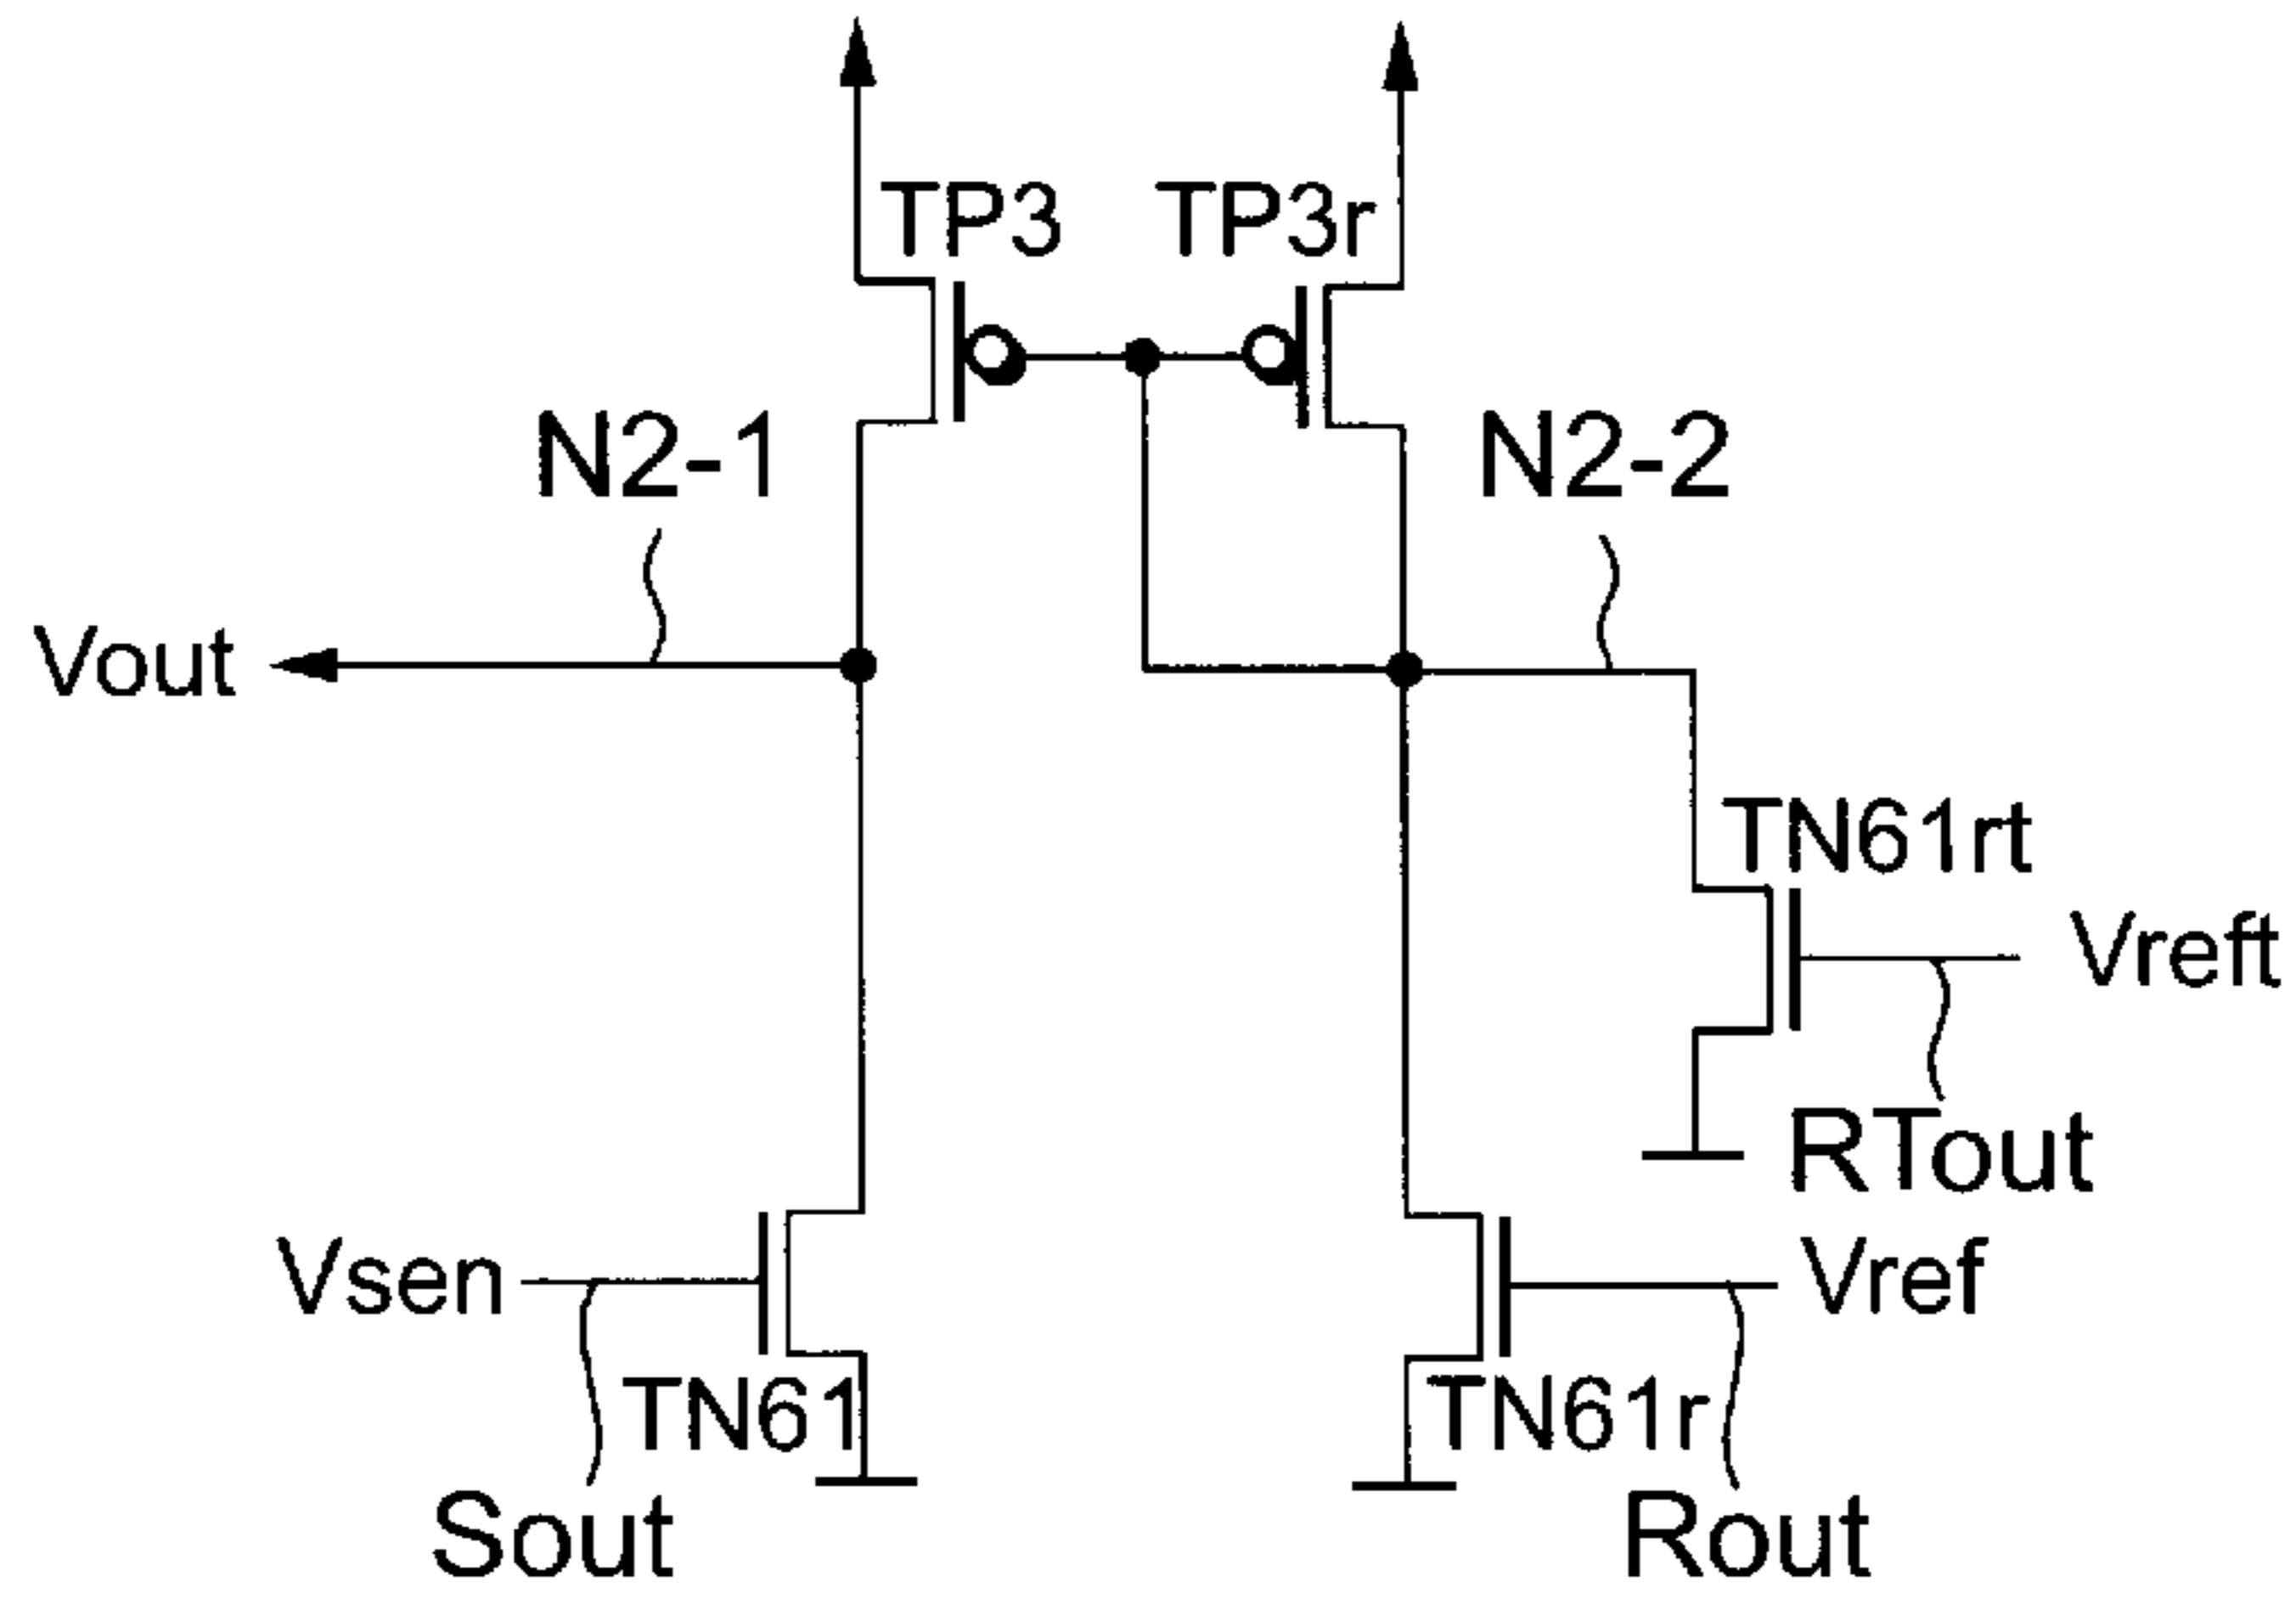 TP3 TP3r
N2-1 N2-2
Vout
TN61rt
Vreft
RTout
Vsen Vref
TN61 TN61r
Sout Rout